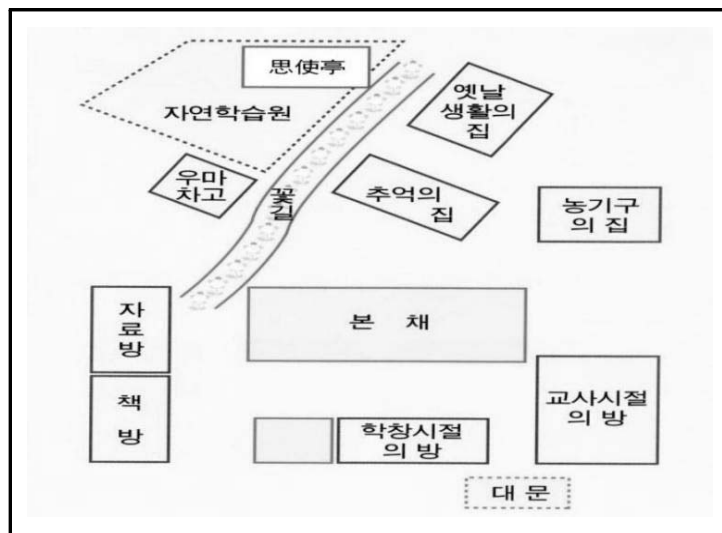 思使亭
자연학습원
옛날
생활의
집
우마
차고
꽃길
추억의
집
농기구
의 집
자료방
본 채
책방
교사시절
의 방
학창시절
의 방
대 문